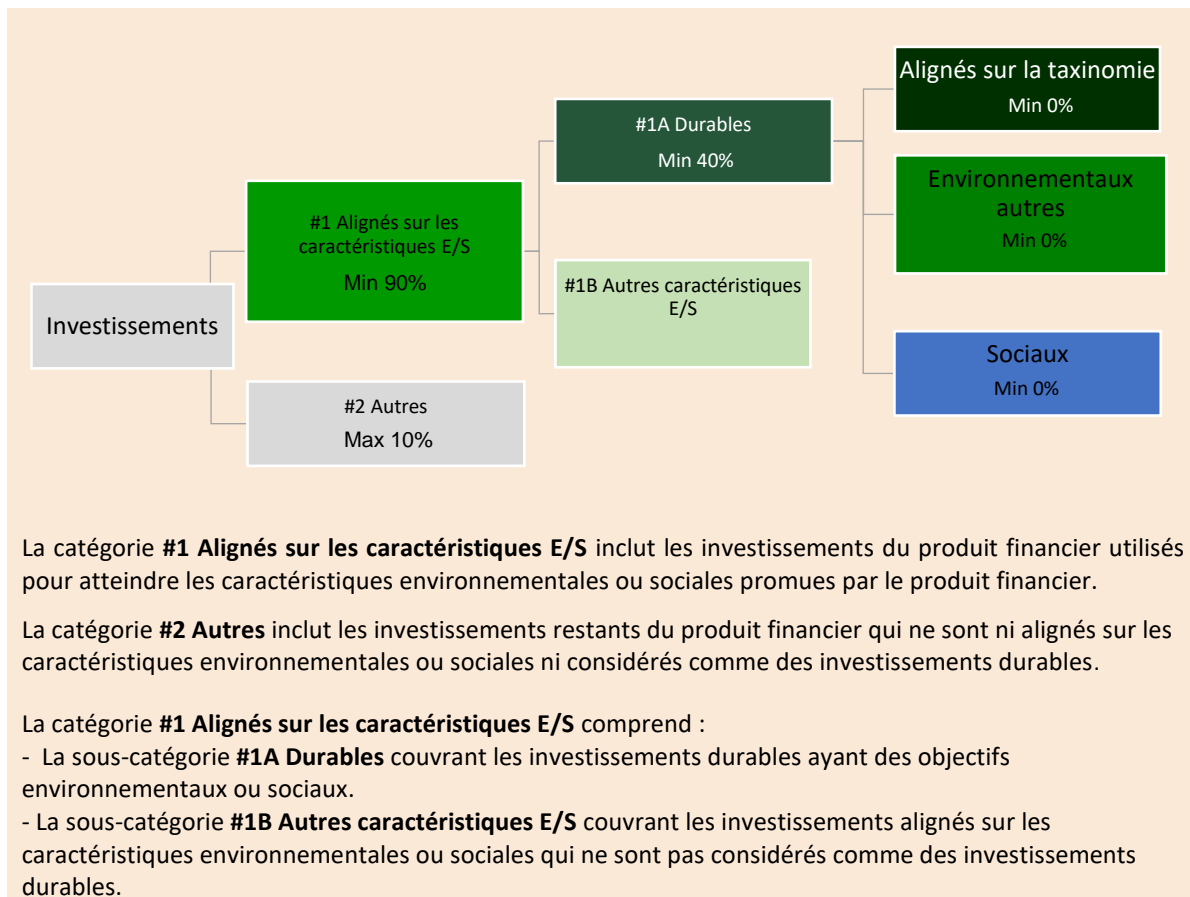 Investissements
#1 Alignés sur les
caractéristiques E/S
Min 90%
#2 Autres
Max 10%
#1A Durables
Min 40%
#1B Autres caractéristiques
E/S
Alignés sur la taxinomie
Min 0%
Environnementaux
autres
Min 0%
Sociaux
Min 0%
La catégorie #1 Alignés sur les caractéristiques E/S inclut les investissements du produit financier utilisés
pour atteindre les caractéristiques environnementales ou sociales promues par le produit financier.
La catégorie #2 Autres inclut les investissements restants du produit financier qui ne sont ni alignés sur les
caractéristiques environnementales ou sociales ni considérés comme des investissements durables.
La catégorie #1 Alignés sur les caractéristiques E/S comprend :
- La sous-catégorie #1A Durables couvrant les investissements durables ayant des objectifs
environnementaux ou sociaux.
- La sous-catégorie #1B Autres caractéristiques E/S couvrant les investissements alignés sur les
caractéristiques environnementales ou sociales qui ne sont pas considérés comme des investissements
durables.